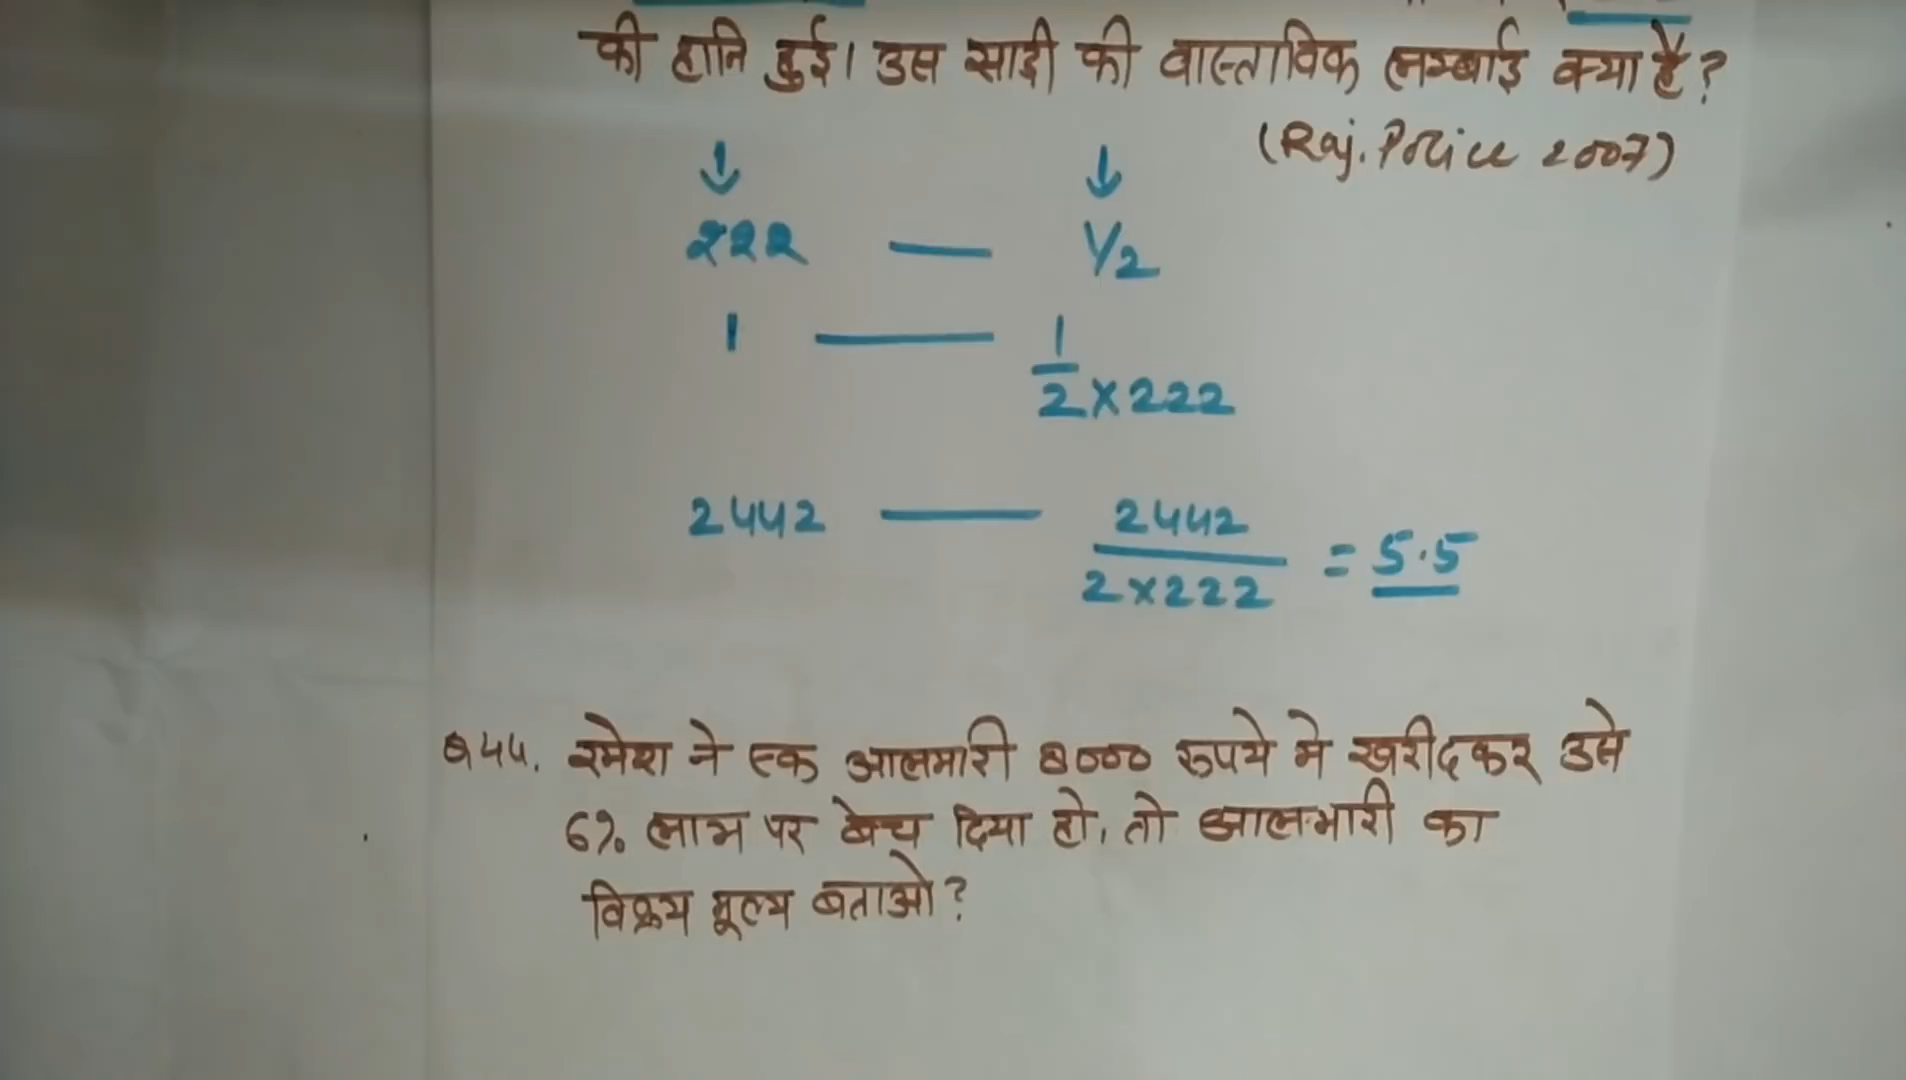 की हानि हुई। उस साड़ी की वास्तविक लम्बाई क्या है?
(Raj. Police 2007)
↓ ↓
222 — 1/2
1 — 1/2 × 222
2442 — 2442 / 2×222 = 5.5
Q44. रमेश ने एक आलमारी 8000 रूपये मे खरीदकर उसे
6% लाभ पर बेच दिया हो, तो आलमारी का
विक्रय मूल्य बताओ?